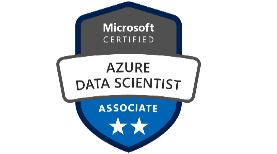 Microsoft
CERTIFIED
AZURE
DATA SCIENTIST
ASSOCIATE